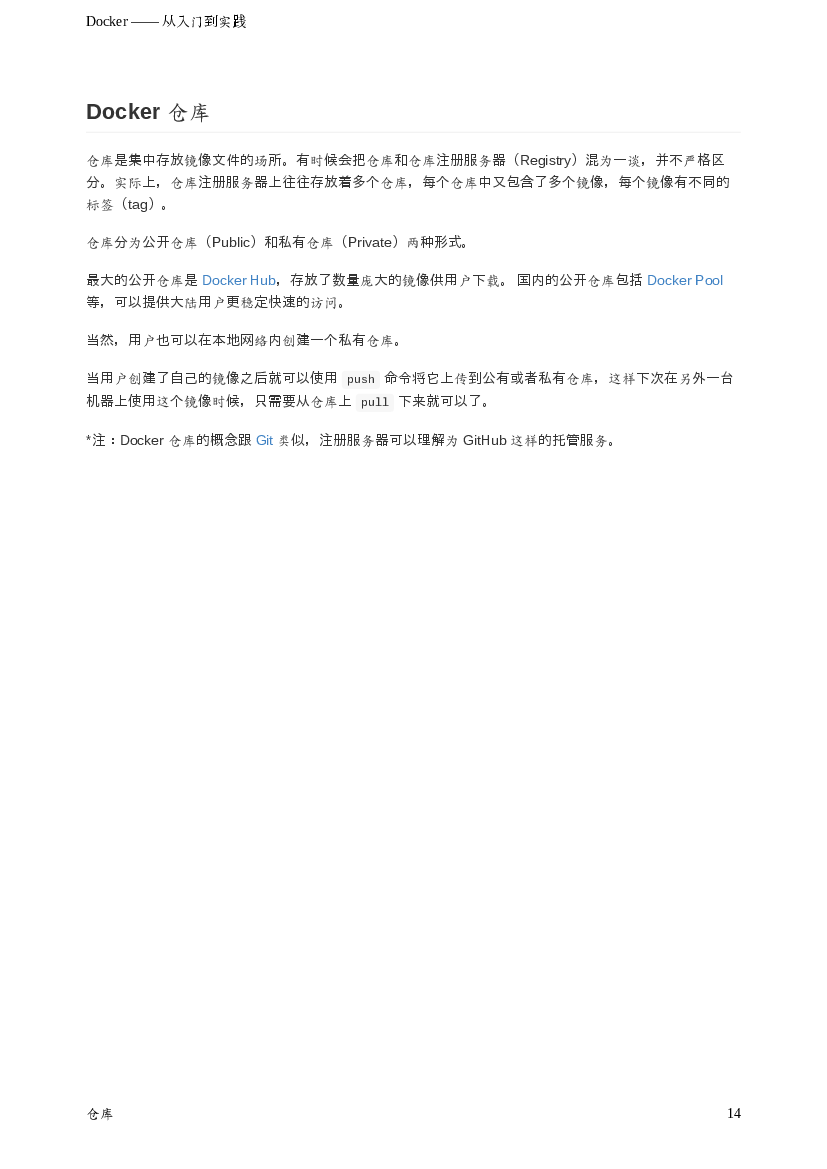 Docker —— 从入门到实践
Docker 仓库
仓库是集中存放镜像文件的场所。有时候会把仓库和仓库注册服务器（Registry）混为一谈，并不严格区
分。实际上，仓库注册服务器上往往存放着多个仓库，每个仓库中又包含了多个镜像，每个镜像有不同的
标签（tag）。
仓库分为公开仓库（Public）和私有仓库（Private）两种形式。
最大的公开仓库是 Docker Hub，存放了数量庞大的镜像供用户下载。 国内的公开仓库包括 Docker Pool
等，可以提供大陆用户更稳定快速的访问。
当然，用户也可以在本地网络内创建一个私有仓库。
当用户创建了自己的镜像之后就可以使用 push 命令将它上传到公有或者私有仓库，这样下次在另外一台
机器上使用这个镜像时候，只需要从仓库上 pull 下来就可以了。
*注：Docker 仓库的概念跟 Git 类似，注册服务器可以理解为 GitHub 这样的托管服务。
仓库 14